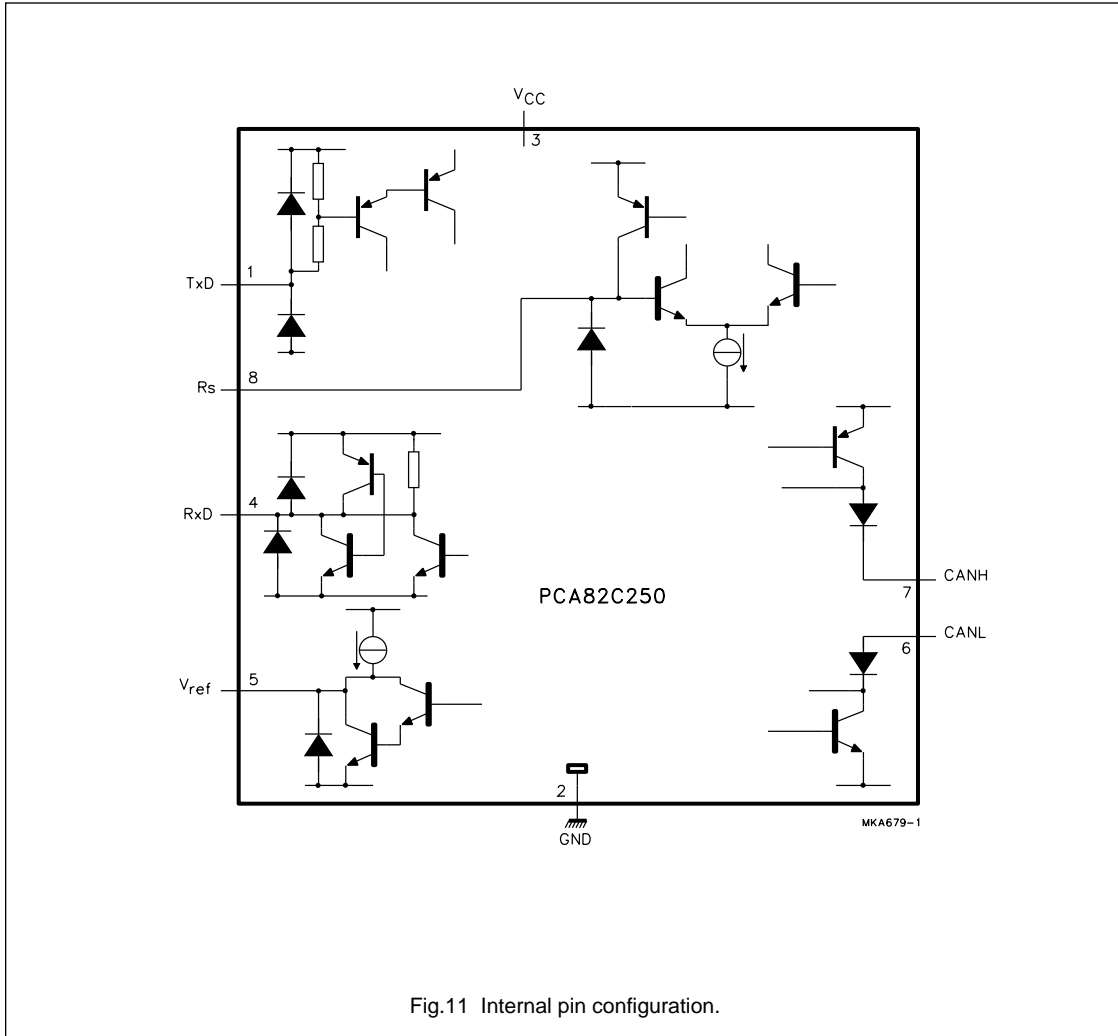 VCC
3
1
TxD
8
Rs
4
RxD
PCA82C250
7
CANH
CANL
6
5
Vref
2
GND
MKA679-1
Fig.11 Internal pin configuration.